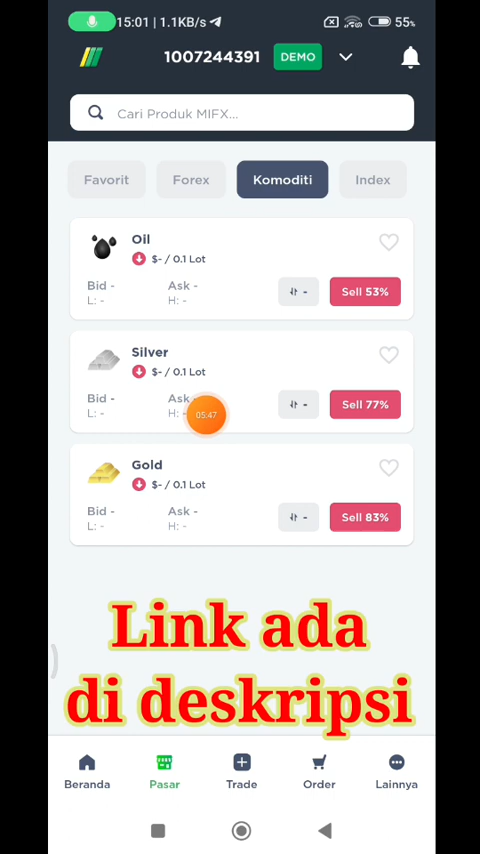 15:01 | 1.1KB/s
55%
1007244391 DEMO
Cari Produk MIFX...
Favorit Forex Komoditi Index
Oil
$- / 0.1 Lot
Bid - Ask -
L: - H: - - Sell 53%
Silver
$- / 0.1 Lot
Bid - Ask -
L: - H: - - Sell 77%
05:47
Gold
$- / 0.1 Lot
Bid - Ask -
L: - H: - - Sell 83%
Link ada
di deskripsi
Beranda Pasar Trade Order Lainnya